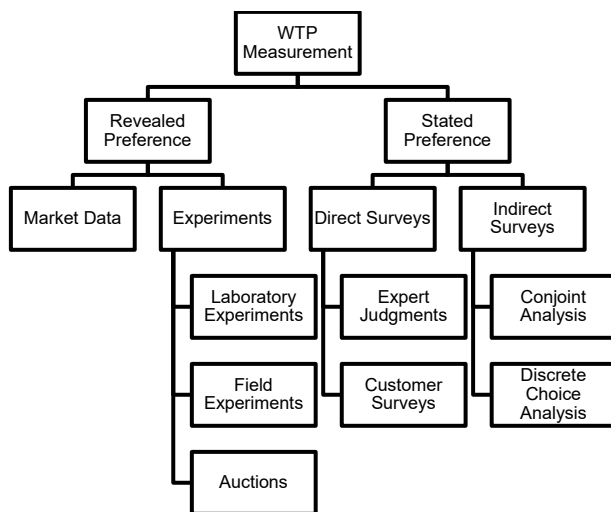 WTP
Measurement
Revealed
Preference
Stated
Preference
Market Data
Experiments
Direct Surveys
Indirect
Surveys
Laboratory
Experiments
Expert
Judgments
Conjoint
Analysis
Field
Experiments
Customer
Surveys
Discrete
Choice
Analysis
Auctions